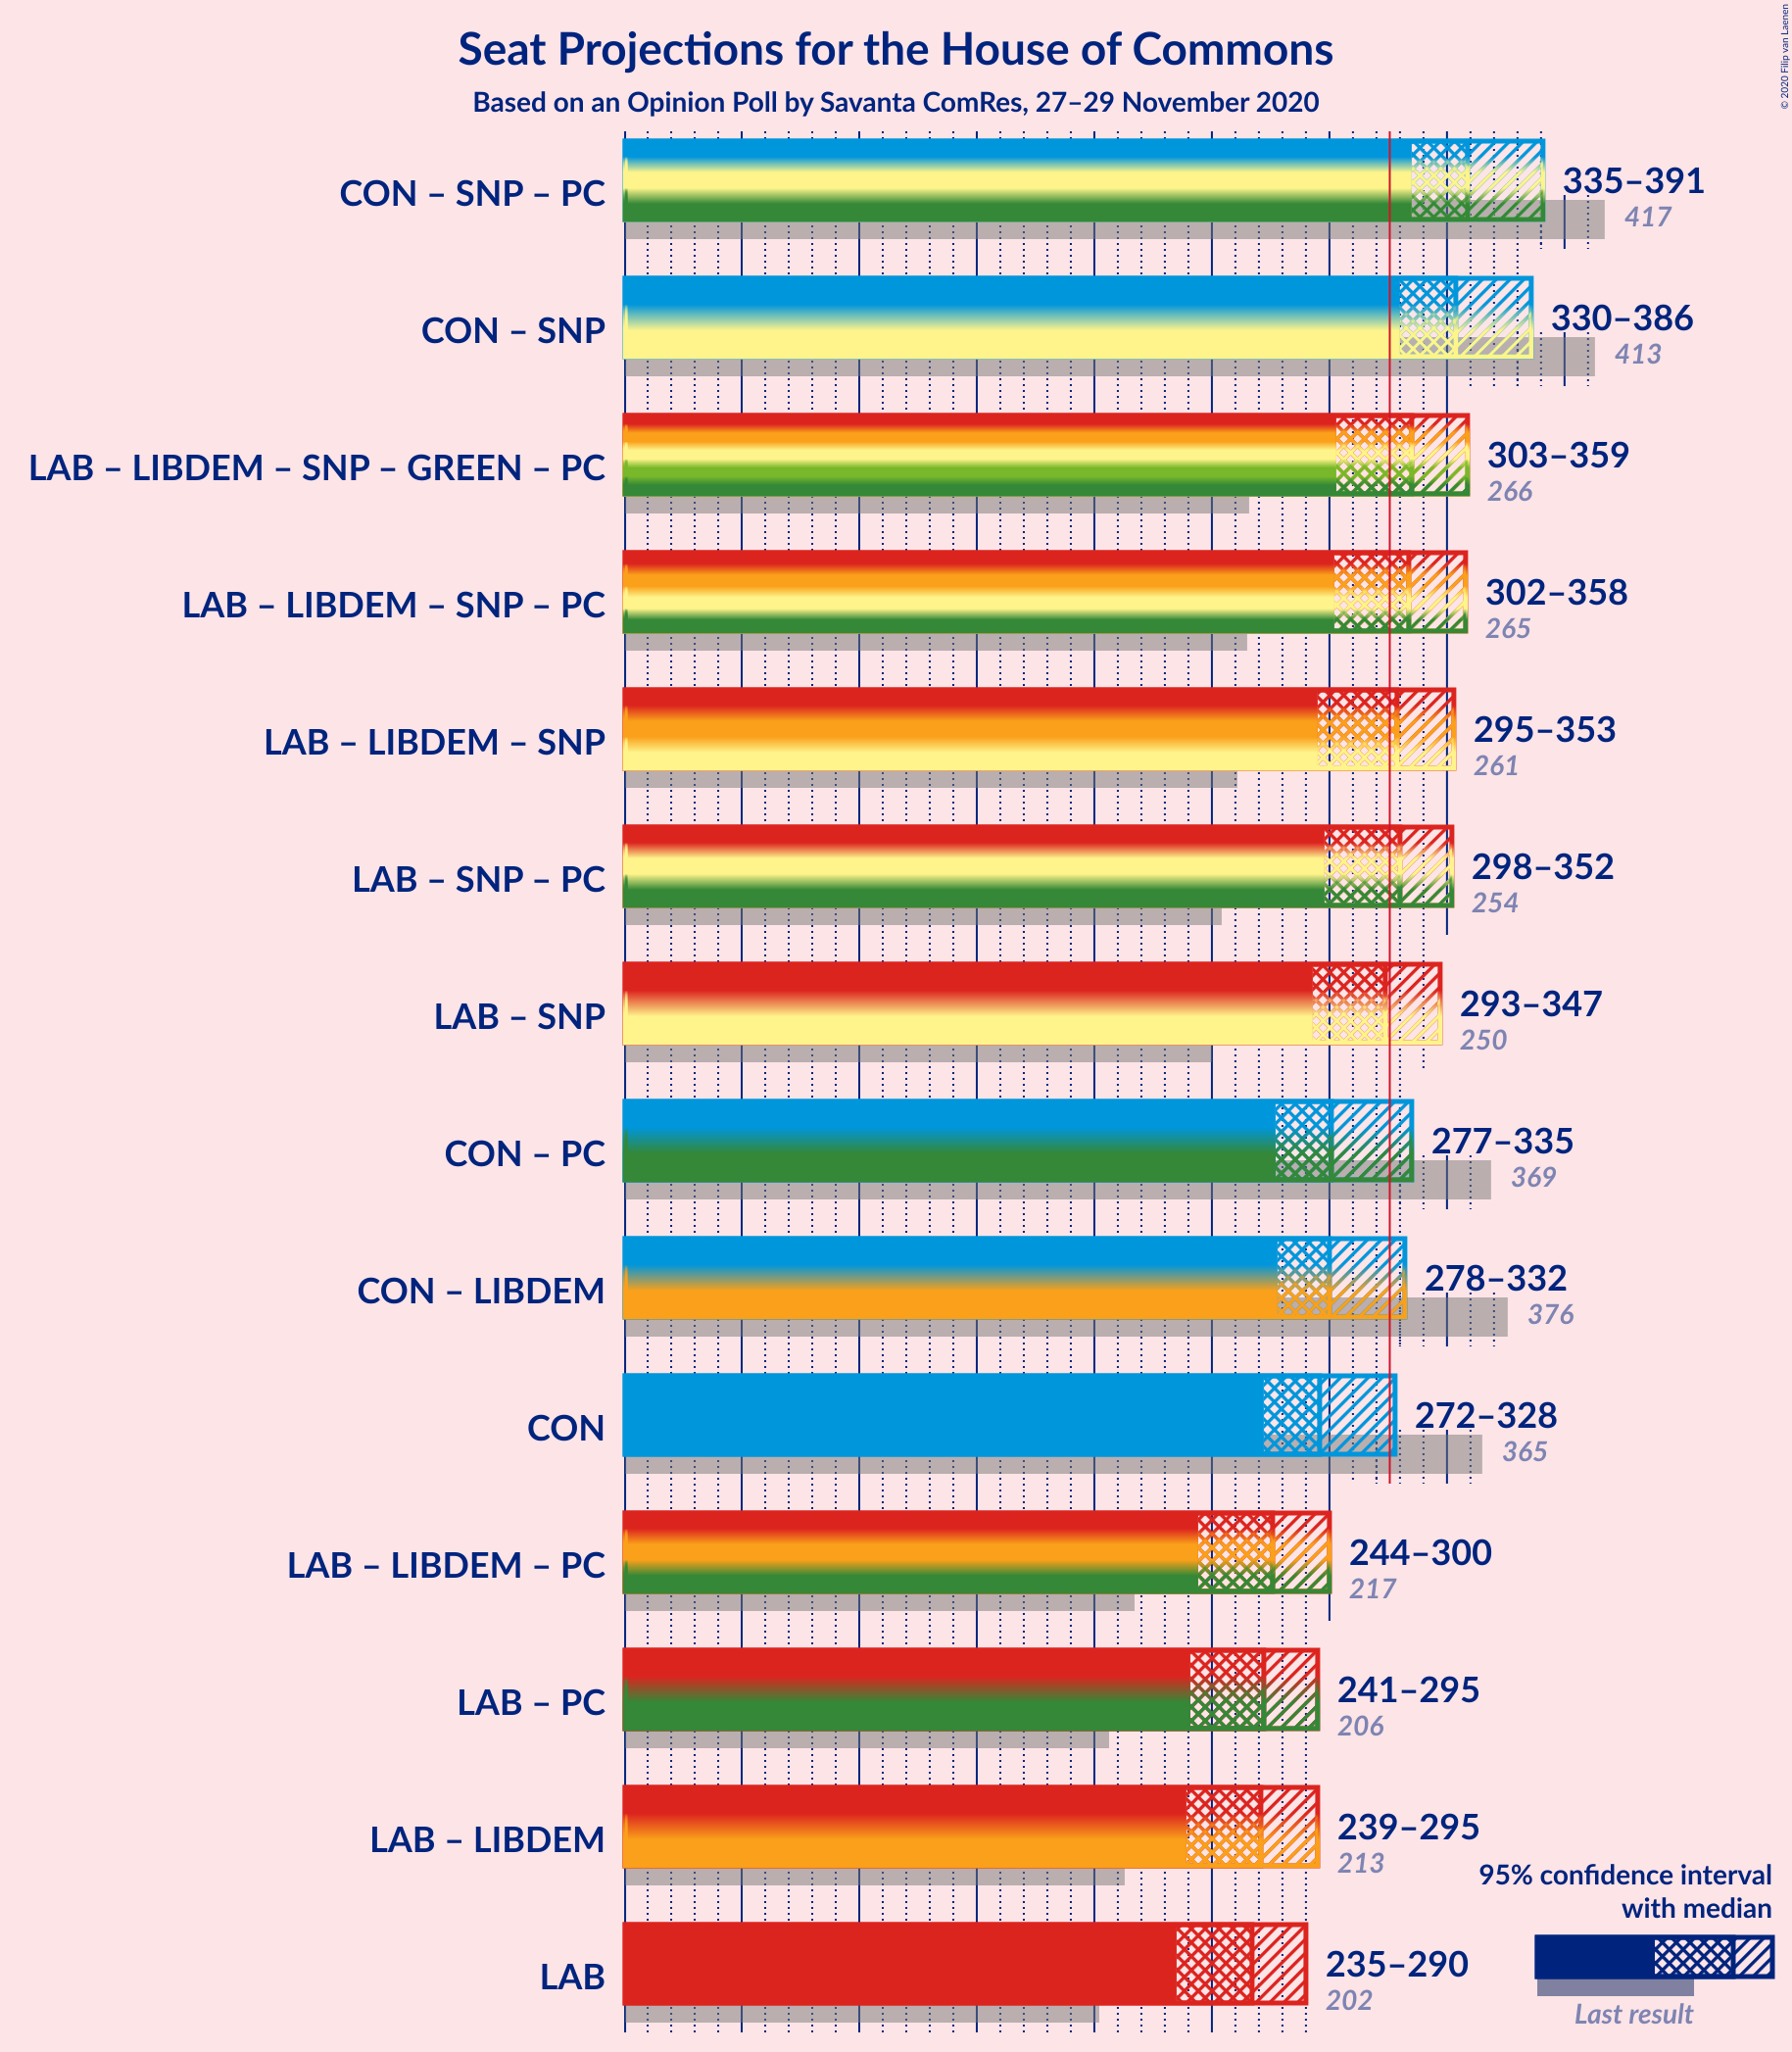 Seat Projections for the House of Commons
Based on an Opinion Poll by Savanta ComRes, 27–29 November 2020
© 2020 Filip van Laenen
CON – SNP – PC
335–391
417
CON – SNP
330–386
413
LAB – LIBDEM – SNP – GREEN – PC
303–359
266
LAB – LIBDEM – SNP – PC
302–358
265
LAB – LIBDEM – SNP
295–353
261
LAB – SNP – PC
298–352
254
LAB – SNP
293–347
250
CON – PC
277–335
369
CON – LIBDEM
278–332
376
CON
272–328
365
LAB – LIBDEM – PC
244–300
217
LAB – PC
241–295
206
LAB – LIBDEM
239–295
213
LAB
235–290
202
95% confidence interval
with median
Last result